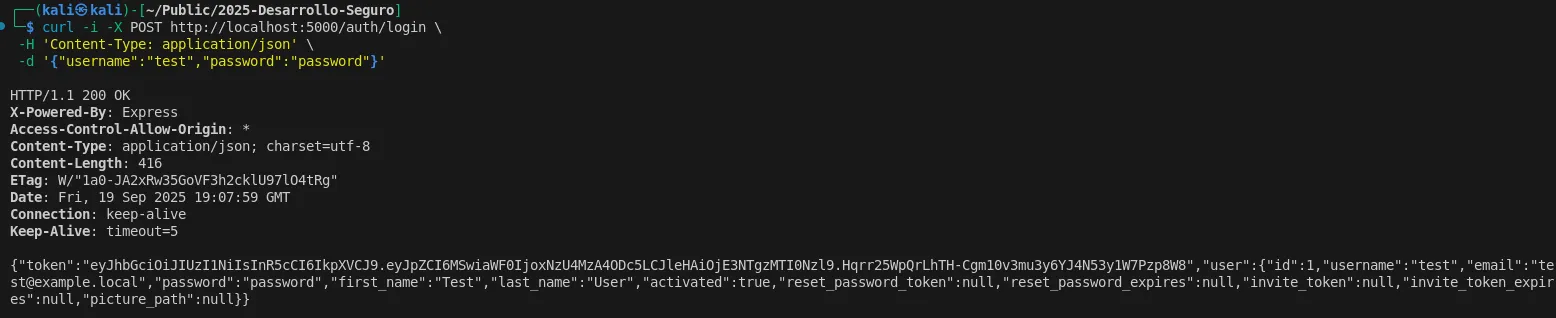 ┌──(kali㉿kali)-[~/Public/2025-Desarrollo-Seguro]
└─$ curl -i -X POST http://localhost:5000/auth/login \
-H 'Content-Type: application/json' \
-d '{"username":"test","password":"password"}'
HTTP/1.1 200 OK
X-Powered-By: Express
Access-Control-Allow-Origin: *
Content-Type: application/json; charset=utf-8
Content-Length: 416
ETag: W/"1a0-JA2xRw35GoVF3h2cklU97lO4tRg"
Date: Fri, 19 Sep 2025 19:07:59 GMT
Connection: keep-alive
Keep-Alive: timeout=5
{"token":"eyJhbGciOiJIUzI1NiIsInR5cCI6IkpXVCJ9.eyJpZCI6MSwiaWF0IjoxNzU4MzA4ODc5LCJleHAiOjE3NTgzMTI0Nzl9.Hqrr25WpQrLhTH-Cgm10v3mu3y6YJ4N53y1W7Pzp8W8","user":{"id":1,"username":"test","email":"te
st@example.local","password":"password","first_name":"Test","last_name":"User","activated":true,"reset_password_token":null,"reset_password_expires":null,"invite_token":null,"invite_token_expir
es":null,"picture_path":null}}